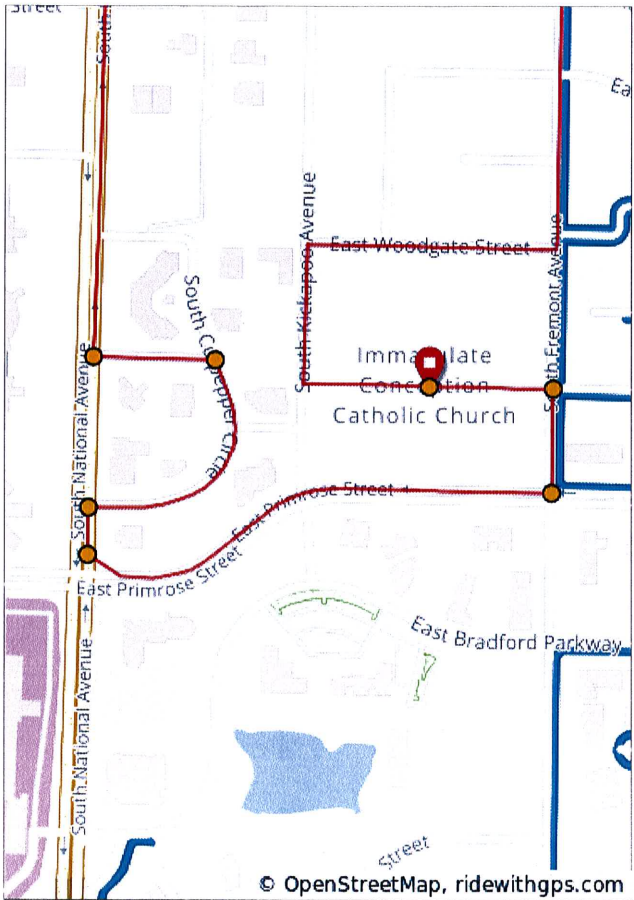 Street
South
Ea
South Kickapoo Avenue
East Woodgate Street
South Fremont Avenue
South Culpepper Circle
Immaculate
Conception
Catholic Church
South National Avenue
East Primrose Street
East Primrose Street
East Bradford Parkway
South National Avenue
Street
© OpenStreetMap, ridewithgps.com